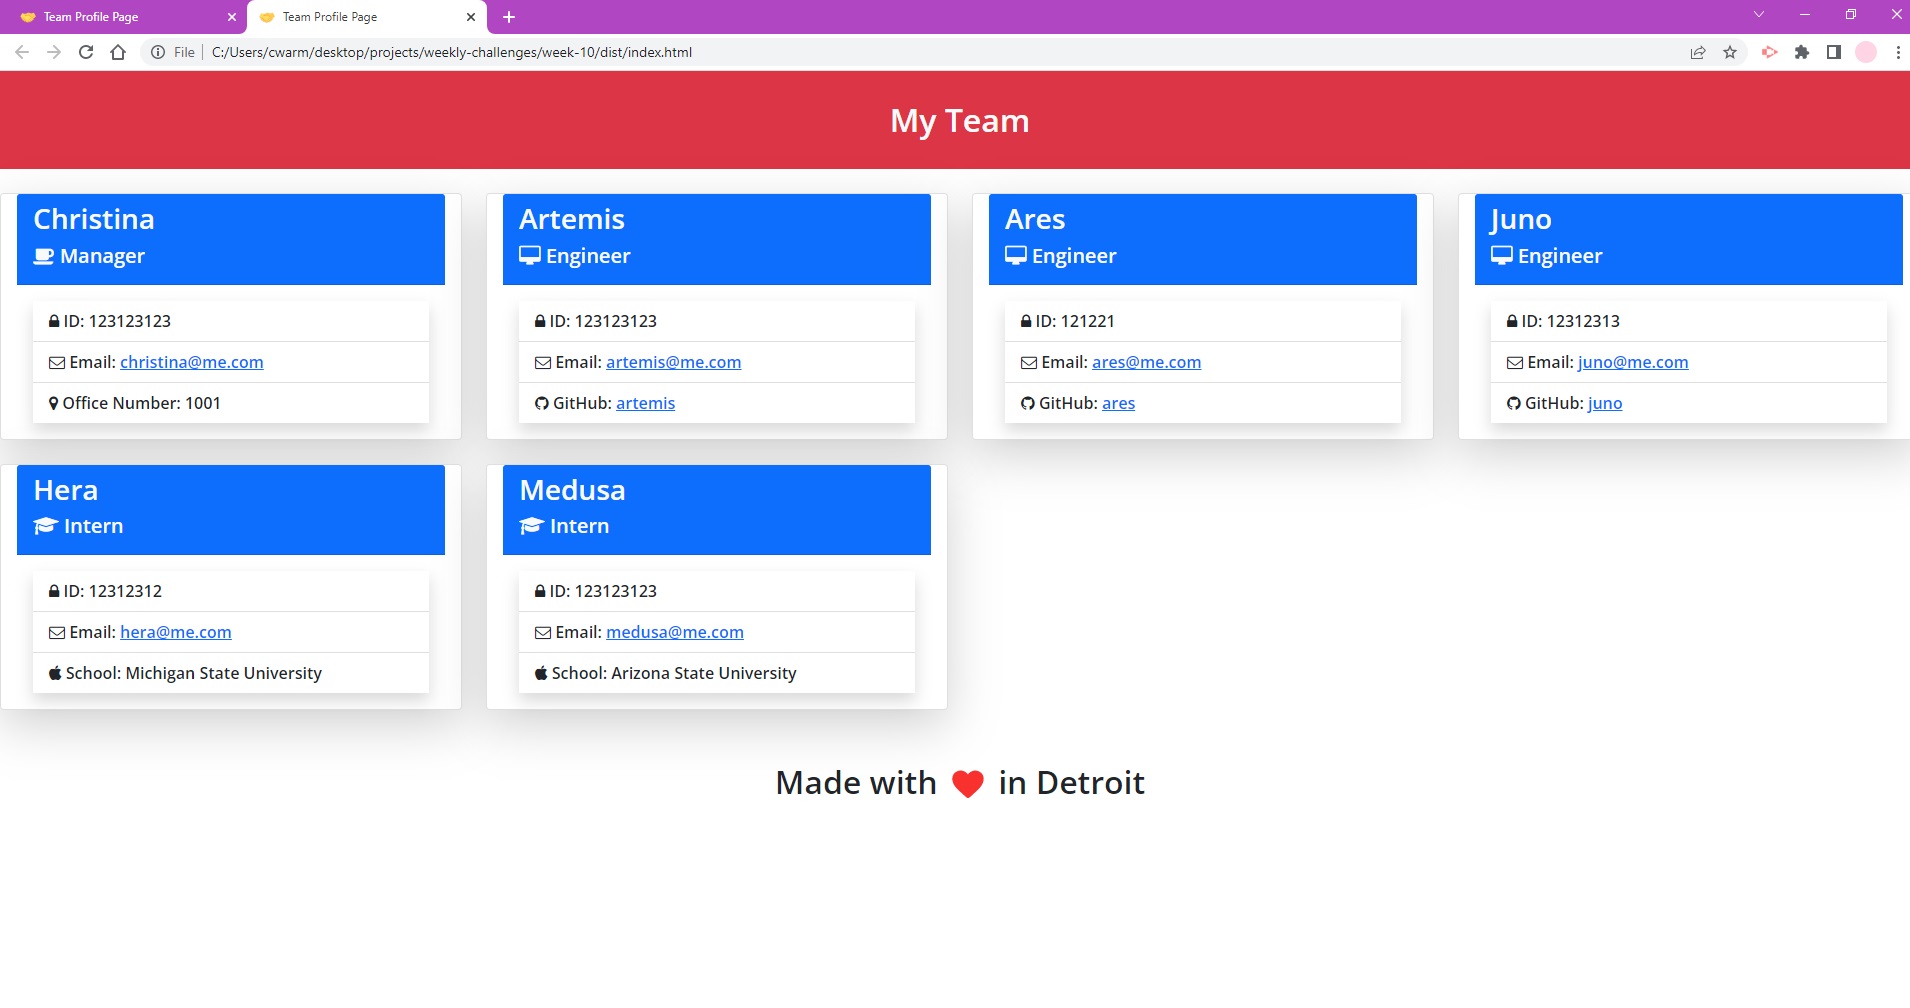 Team Profile Page
Team Profile Page
File
C:/Users/cwarm/desktop/projects/weekly-challenges/week-10/dist/index.html
My Team
Christina
Manager
ID: 123123123
Email: christina@me.com
Office Number: 1001
Artemis
Engineer
ID: 123123123
Email: artemis@me.com
GitHub: artemis
Ares
Engineer
ID: 121221
Email: ares@me.com
GitHub: ares
Juno
Engineer
ID: 12312313
Email: juno@me.com
GitHub: juno
Hera
Intern
ID: 12312312
Email: hera@me.com
School: Michigan State University
Medusa
Intern
ID: 123123123
Email: medusa@me.com
School: Arizona State University
Made with ❤ in Detroit